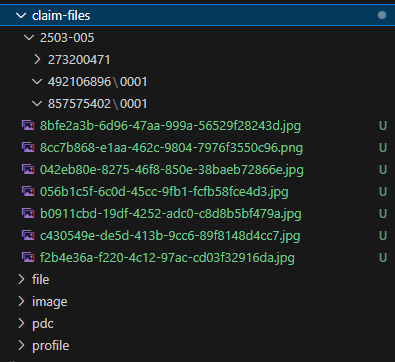 claim-files
2503-005
273200471
492106896\0001
857575402\0001
8bfe2a3b-6d96-47aa-999a-56529f28243d.jpg U
8cc7b868-e1aa-462c-9804-7976f3550c96.png U
042eb80e-8275-46f8-850e-38baeb72866e.jpg U
056b1c5f-6c0d-45cc-9fb1-fcfb58fce4d3.jpg U
b0911cbd-19df-4252-adc0-c8d8b5bf479a.jpg U
c430549e-de5d-413b-9cc6-89f8148d4cc7.jpg U
f2b4e36a-f220-4c12-97ac-cd03f32916da.jpg U
file
image
pdc
profile